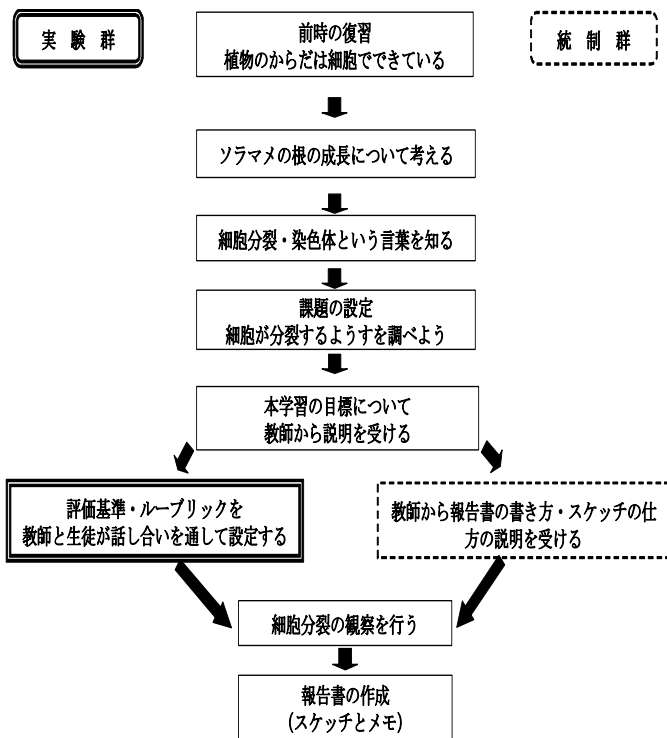 実 験 群
前時の復習
植物のからだは細胞でできている
統 制 群
ソラマメの根の成長について考える
細胞分裂・染色体という言葉を知る
課題の設定
細胞が分裂するようすを調べよう
本学習の目標について
教師から説明を受ける
評価基準・ルーブリックを
教師と生徒が話し合いを通して設定する
教師から報告書の書き方・スケッチの仕
方の説明を受ける
細胞分裂の観察を行う
報告書の作成
(スケッチとメモ)